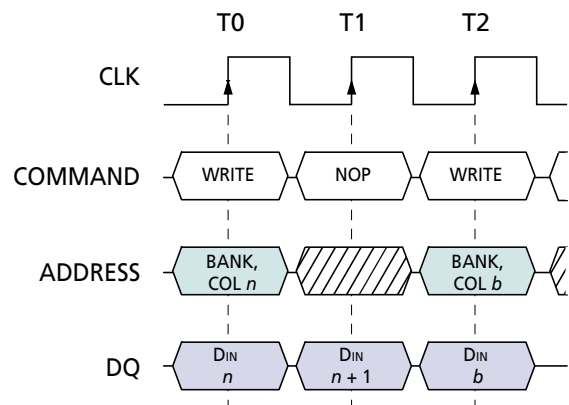 T0 T1 T2
CLK
COMMAND WRITE NOP WRITE
ADDRESS BANK, COL n BANK, COL b
DQ DIN n DIN n + 1 DIN b